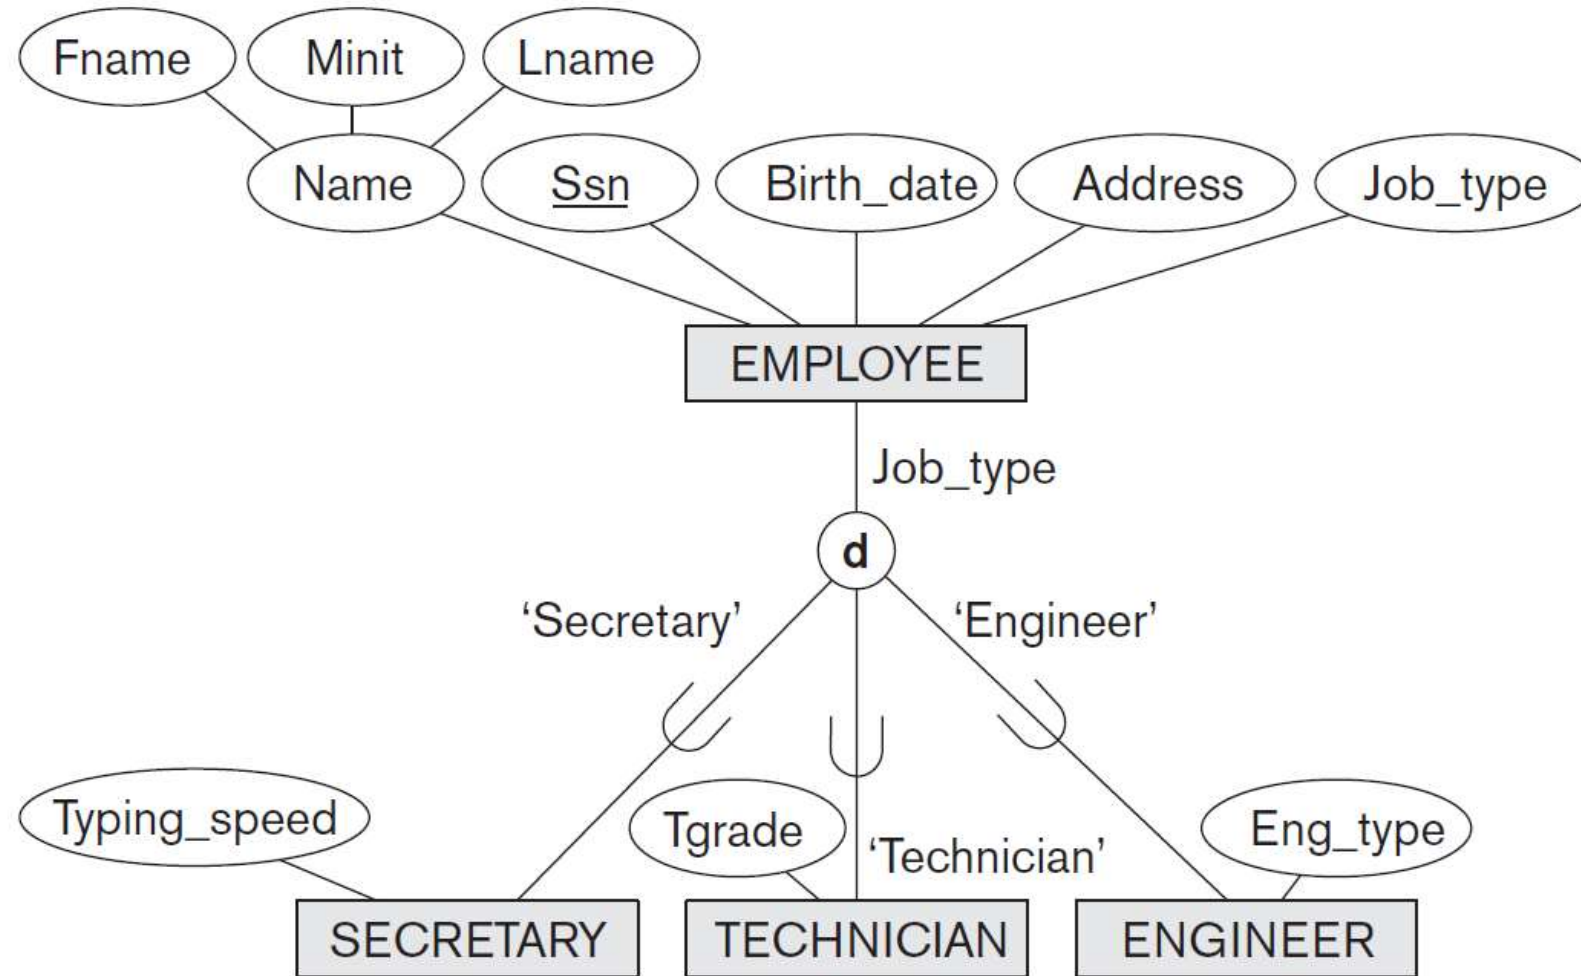 Fname Minit Lname
Name Ssn Birth_date Address Job_type
EMPLOYEE
Job_type
d
‘Secretary’ ‘Engineer’
Typing_speed Tgrade ‘Technician’ Eng_type
SECRETARY TECHNICIAN ENGINEER